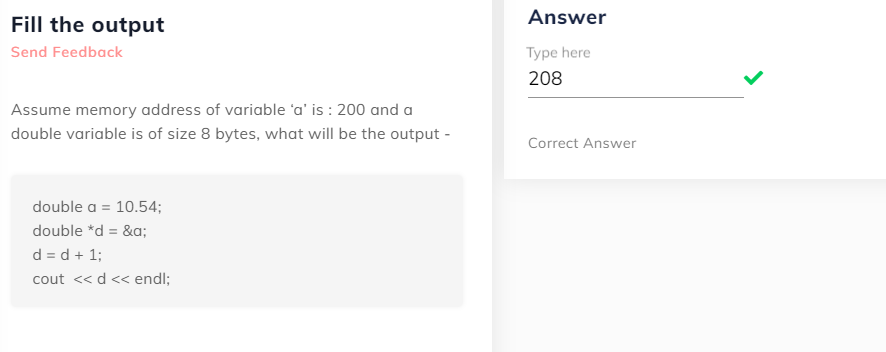 Fill the output
Send Feedback
Assume memory address of variable ‘a’ is : 200 and a
double variable is of size 8 bytes, what will be the output -
double a = 10.54;
double *d = &a;
d = d + 1;
cout  << d << endl;
Answer
Type here
208
Correct Answer